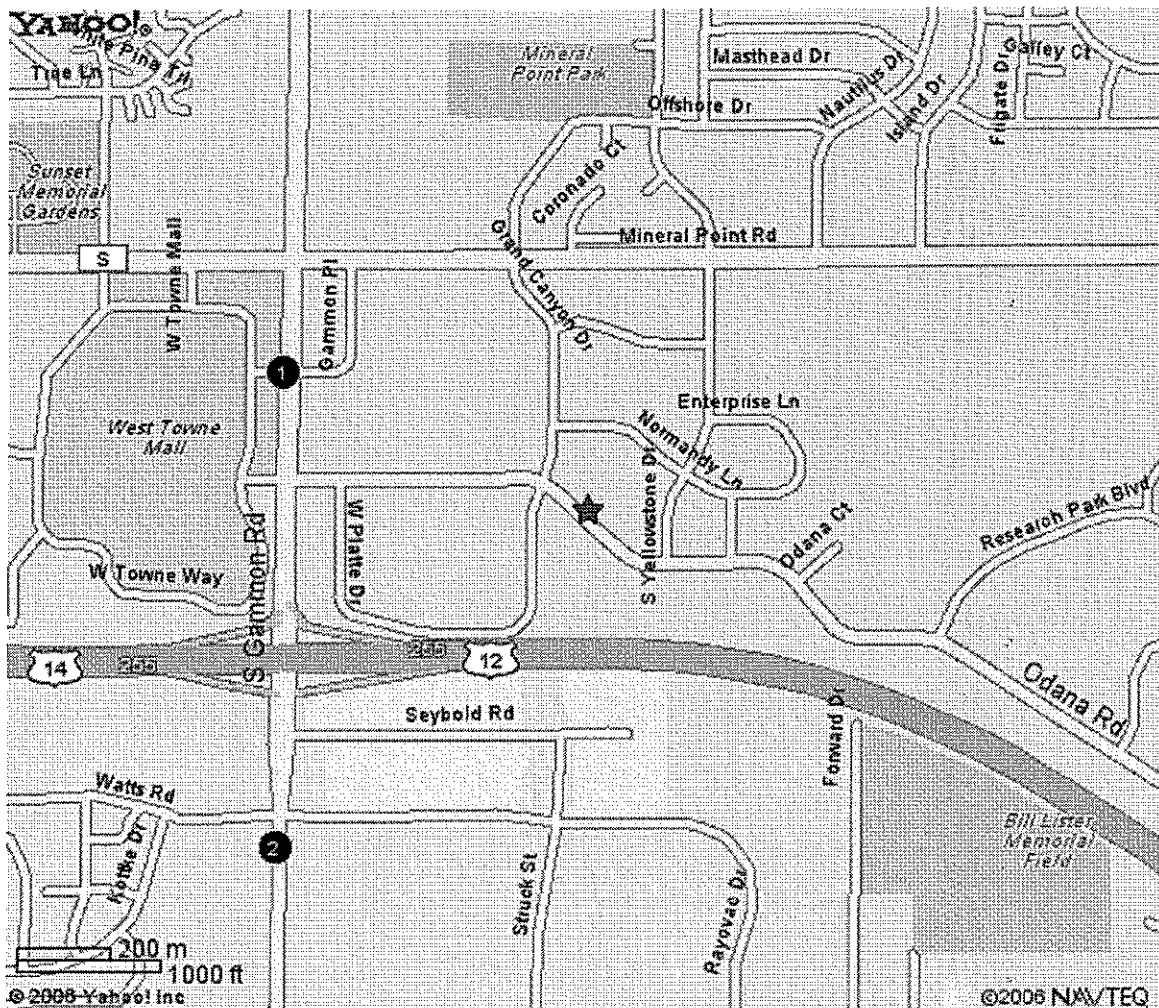 YAHOO!®
Pine Trl
Tree Ln
Mineral
Point Park
Masthead Dr
Galley Ct
Offshore Dr
Nautilus Dr
Island Dr
Frigate Dr
Sunset
Memorial
Gardens
Coronado Ct
Mineral Point Rd
S
W Towne Mall
Gammon Pl
Grand Canyon Dr
1
Enterprise Ln
West Towne
Mall
Normandy Ln
S Yellowstone Dr
Odana Ct
Research Park Blvd
W Platte Dr
S Gammon Rd
W Towne Way
14
255
255
12
Odana Rd
Seybold Rd
Forward Dr
Watts Rd
Kottke Dr
2
Struck St
Rayovac Dr
Bill Lister
Memorial
Field
200 m
1000 ft
© 2006 Yahoo! Inc
©2006 NAVTEQ